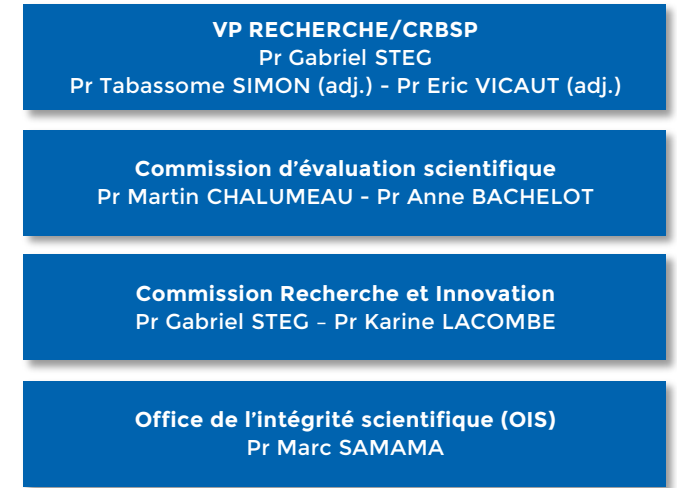 VP RECHERCHE/CRBSP
Pr Gabriel STEG
Pr Tabassome SIMON (adj.) - Pr Eric VICAUT (adj.)
Commission d’évaluation scientifique
Pr Martin CHALUMEAU - Pr Anne BACHELOT
Commission Recherche et Innovation
Pr Gabriel STEG – Pr Karine LACOMBE
Office de l’intégrité scientifique (OIS)
Pr Marc SAMAMA